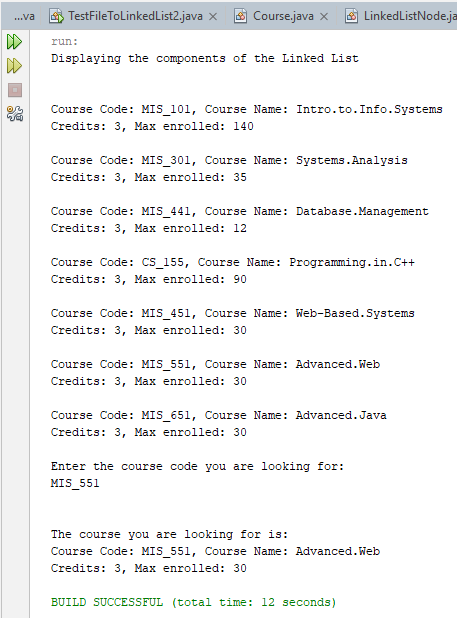 ...va TestFileToLinkedList2.java Course.java LinkedListNode.j
run:
Displaying the components of the Linked List
Course Code: MIS_101, Course Name: Intro.to.Info.Systems
Credits: 3, Max enrolled: 140
Course Code: MIS_301, Course Name: Systems.Analysis
Credits: 3, Max enrolled: 35
Course Code: MIS_441, Course Name: Database.Management
Credits: 3, Max enrolled: 12
Course Code: CS_155, Course Name: Programming.in.C++
Credits: 3, Max enrolled: 90
Course Code: MIS_451, Course Name: Web-Based.Systems
Credits: 3, Max enrolled: 30
Course Code: MIS_551, Course Name: Advanced.Web
Credits: 3, Max enrolled: 30
Course Code: MIS_651, Course Name: Advanced.Java
Credits: 3, Max enrolled: 30
Enter the course code you are looking for:
MIS_551
The course you are looking for is:
Course Code: MIS_551, Course Name: Advanced.Web
Credits: 3, Max enrolled: 30
BUILD SUCCESSFUL (total time: 12 seconds)